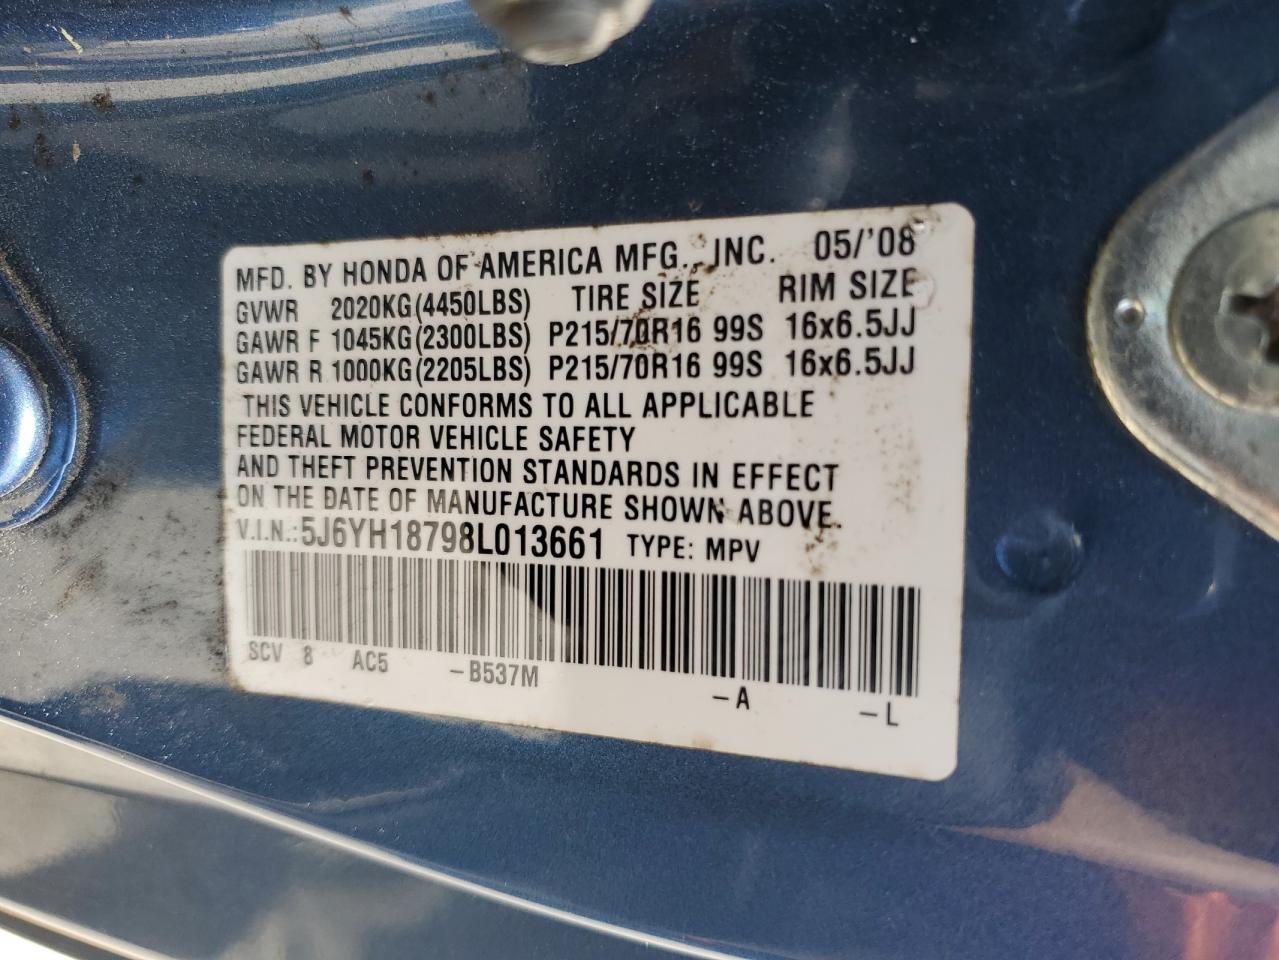 MFD. BY HONDA OF AMERICA MFG., INC. 05/'08
GVWR 2020KG(4450LBS) TIRE SIZE RIM SIZE
GAWR F 1045KG(2300LBS) P215/70R16 99S 16x6.5JJ
GAWR R 1000KG(2205LBS) P215/70R16 99S 16x6.5JJ
THIS VEHICLE CONFORMS TO ALL APPLICABLE
FEDERAL MOTOR VEHICLE SAFETY
AND THEFT PREVENTION STANDARDS IN EFFECT
ON THE DATE OF MANUFACTURE SHOWN ABOVE.
V.I.N.: 5J6YH18798L013661 TYPE: MPV
SCV 8 AC5 –B537M –A –L